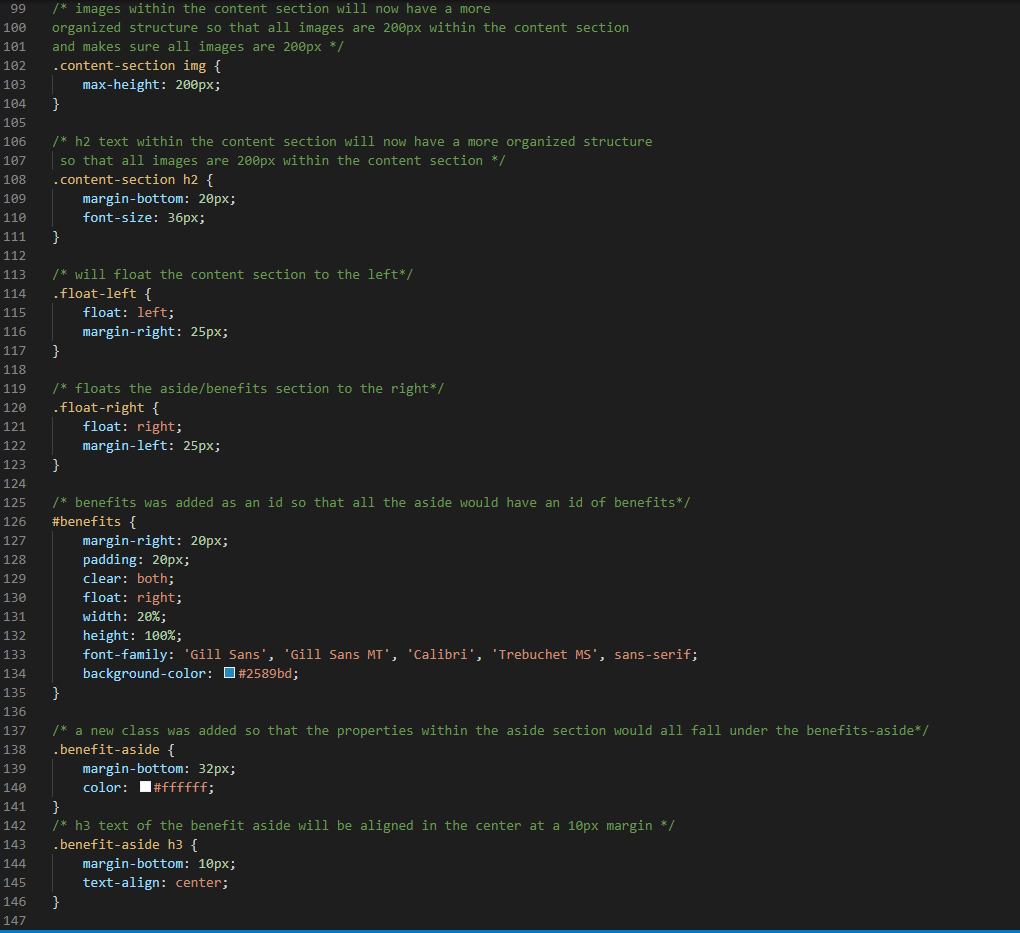 99 /* images within the content section will now have a more
100 organized structure so that all images are 200px within the content section
101 and makes sure all images are 200px */
102 .content-section img {
103     max-height: 200px;
104 }
105
106 /* h2 text within the content section will now have a more organized structure
107  so that all images are 200px within the content section */
108 .content-section h2 {
109     margin-bottom: 20px;
110     font-size: 36px;
111 }
112
113 /* will float the content section to the left*/
114 .float-left {
115     float: left;
116     margin-right: 25px;
117 }
118
119 /* floats the aside/benefits section to the right*/
120 .float-right {
121     float: right;
122     margin-left: 25px;
123 }
124
125 /* benefits was added as an id so that all the aside would have an id of benefits*/
126 #benefits {
127     margin-right: 20px;
128     padding: 20px;
129     clear: both;
130     float: right;
131     width: 20%;
132     height: 100%;
133     font-family: 'Gill Sans', 'Gill Sans MT', 'Calibri', 'Trebuchet MS', sans-serif;
134     background-color: #2589bd;
135 }
136
137 /* a new class was added so that the properties within the aside section would all fall under the benefits-aside*/
138 .benefit-aside {
139     margin-bottom: 32px;
140     color: #ffffff;
141 }
142 /* h3 text of the benefit aside will be aligned in the center at a 10px margin */
143 .benefit-aside h3 {
144     margin-bottom: 10px;
145     text-align: center;
146 }
147